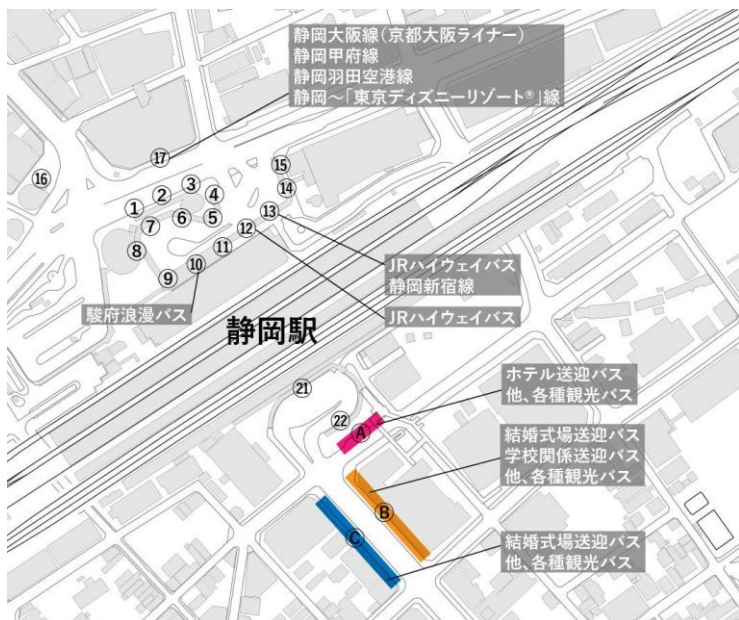 静岡大阪線(京都大阪ライナー)
静岡甲府線
静岡羽田空港線
静岡~「東京ディズニーリゾート®」線
⑰
⑯
⑮
⑭
③
②
④
①
⑥
⑤
⑬
⑦
⑫
⑧
⑪
⑩
⑨
JRハイウェイバス
静岡新宿線
駿府浪漫バス
JRハイウェイバス
静岡駅
㉑
ホテル送迎バス
他、各種観光バス
㉒
Ⓐ
結婚式場送迎バス
学校関係送迎バス
他、各種観光バス
Ⓑ
Ⓒ
結婚式場送迎バス
他、各種観光バス